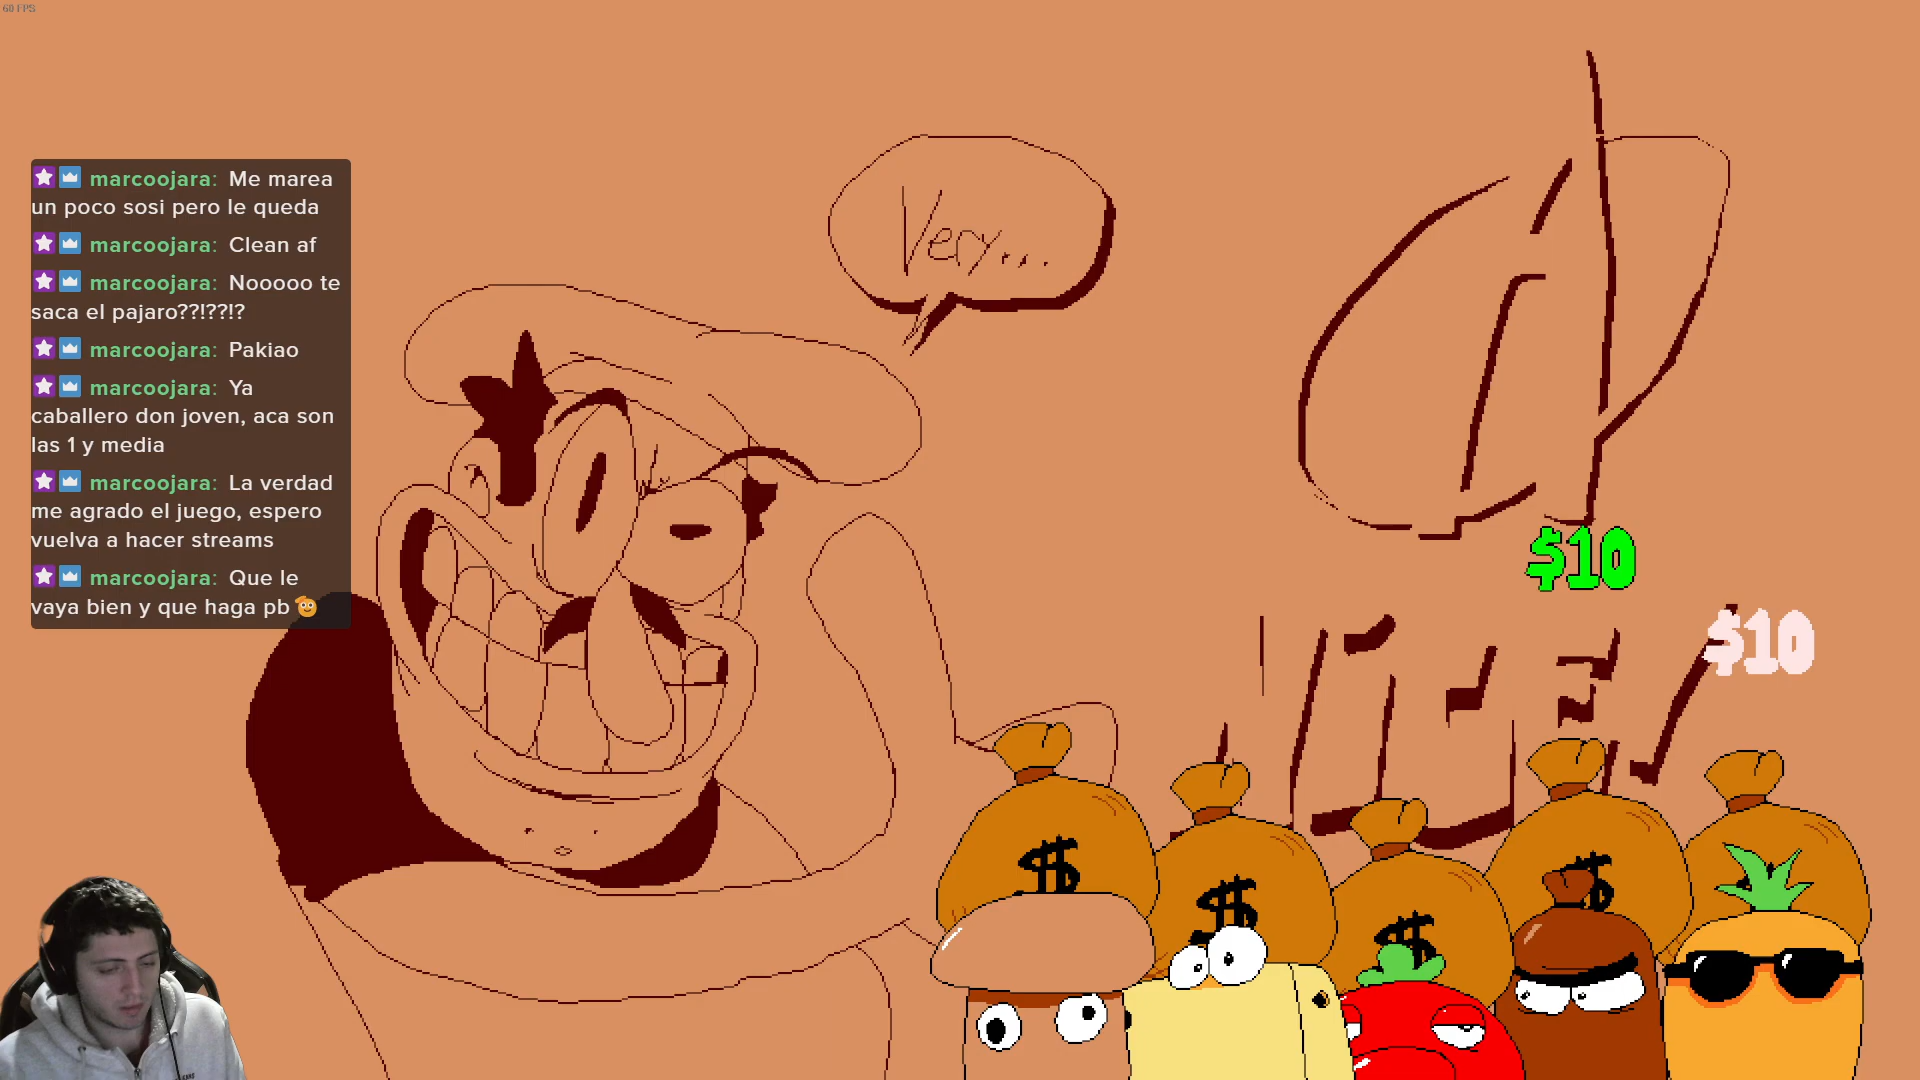 60 FPS
marcoojara: Me marea
un poco sosi pero le queda
marcoojara: Clean af
marcoojara: Nooooo te
saca el pajaro??!??!?
marcoojara: Pakiao
marcoojara: Ya
caballero don joven, aca son
las 1 y media
marcoojara: La verdad
me agrado el juego, espero
vuelva a hacer streams
marcoojara: Que le
vaya bien y que haga pb
Very...
$10
$10
$
$
$
$